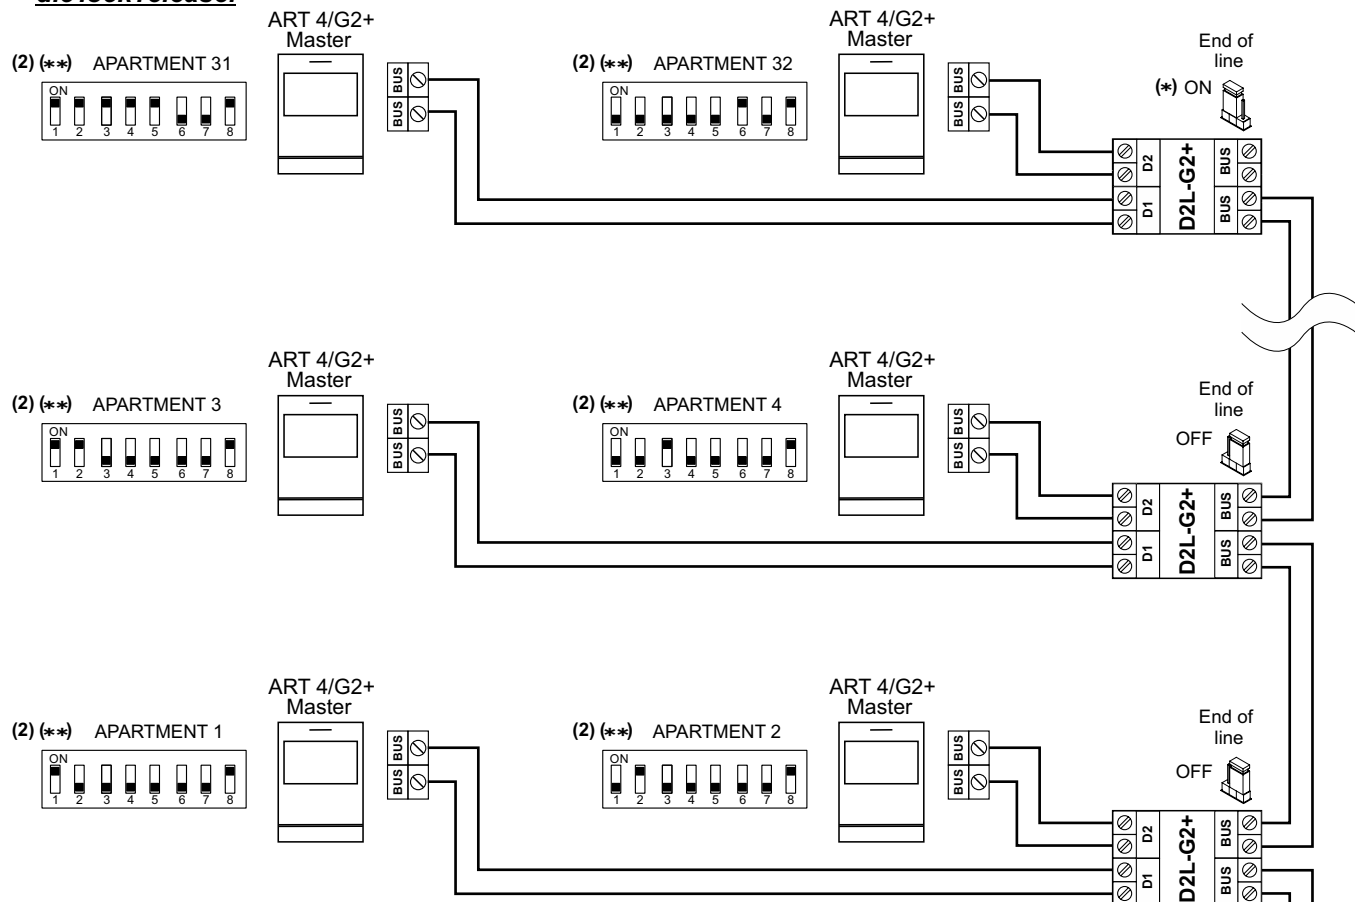 ART 4/G2+
Master
(2) (**) APARTMENT 31
ON
1 2 3 4 5 6 7 8
BUS
BUS
ART 4/G2+
Master
(2) (**) APARTMENT 32
ON
1 2 3 4 5 6 7 8
BUS
BUS
End of
line
(*) ON
D2
D1
D2L-G2+
BUS
BUS
ART 4/G2+
Master
(2) (**) APARTMENT 3
ON
1 2 3 4 5 6 7 8
BUS
BUS
ART 4/G2+
Master
(2) (**) APARTMENT 4
ON
1 2 3 4 5 6 7 8
BUS
BUS
End of
line
OFF
D2
D1
D2L-G2+
BUS
BUS
ART 4/G2+
Master
(2) (**) APARTMENT 1
ON
1 2 3 4 5 6 7 8
BUS
BUS
ART 4/G2+
Master
(2) (**) APARTMENT 2
ON
1 2 3 4 5 6 7 8
BUS
BUS
End of
line
OFF
D2
D1
D2L-G2+
BUS
BUS